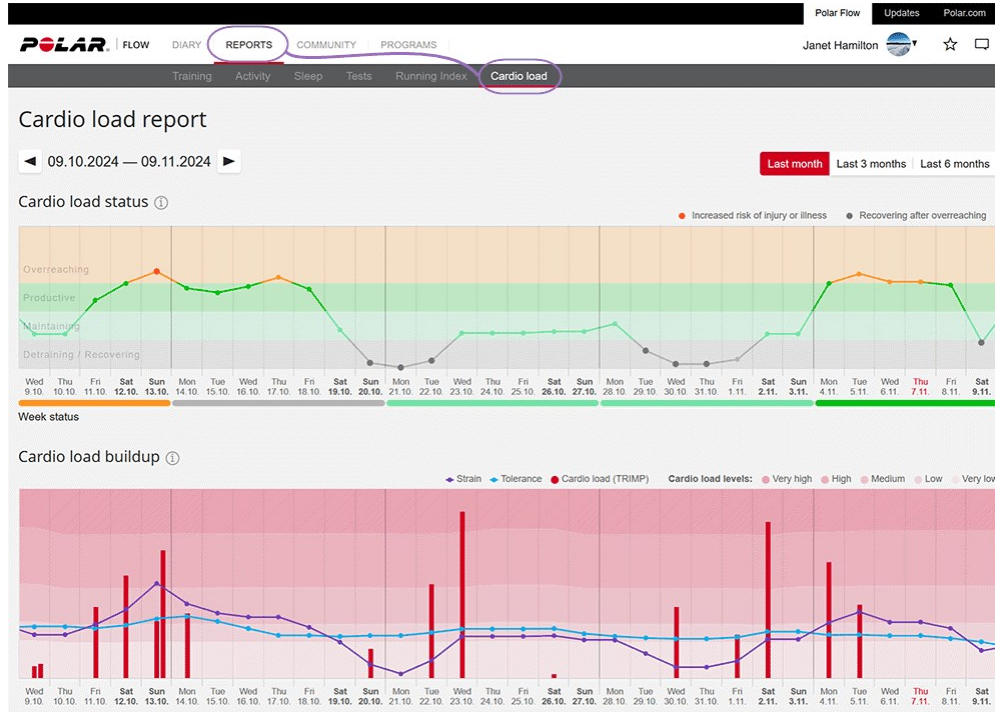 Polar Flow Updates Polar.com
POLAR. FLOW DIARY REPORTS COMMUNITY PROGRAMS Janet Hamilton
Training Activity Sleep Tests Running Index Cardio load
Cardio load report
09.10.2024 — 09.11.2024
Last month Last 3 months Last 6 months
Cardio load status
Increased risk of injury or illness Recovering after overreaching
Overreaching
Productive
Maintaining
Detraining / Recovering
Wed Thu Fri Sat Sun Mon Tue Wed Thu Fri Sat Sun Mon Tue Wed Thu Fri Sat Sun Mon Tue Wed Thu Fri Sat Sun Mon Tue Wed Thu Fri Sat
9.10. 10.10. 11.10. 12.10. 13.10. 14.10. 15.10. 16.10. 17.10. 18.10. 19.10. 20.10. 21.10. 22.10. 23.10. 24.10. 25.10. 26.10. 27.10. 28.10. 29.10. 30.10. 31.10. 1.11. 2.11. 3.11. 4.11. 5.11. 6.11. 7.11. 8.11. 9.11.
Week status
Cardio load buildup
Strain Tolerance Cardio load (TRIMP) Cardio load levels: Very high High Medium Low Very low
Wed Thu Fri Sat Sun Mon Tue Wed Thu Fri Sat Sun Mon Tue Wed Thu Fri Sat Sun Mon Tue Wed Thu Fri Sat Sun Mon Tue Wed Thu Fri Sat
9.10. 10.10. 11.10. 12.10. 13.10. 14.10. 15.10. 16.10. 17.10. 18.10. 19.10. 20.10. 21.10. 22.10. 23.10. 24.10. 25.10. 26.10. 27.10. 28.10. 29.10. 30.10. 31.10. 1.11. 2.11. 3.11. 4.11. 5.11. 6.11. 7.11. 8.11. 9.11.